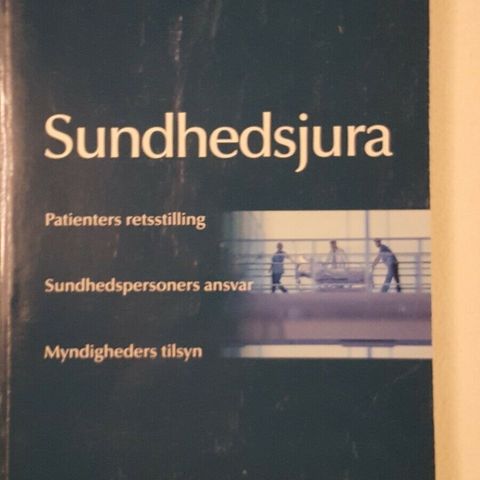 Sundhedsjura
Patienters retsstilling
Sundhedspersoners ansvar
Myndigheders tilsyn